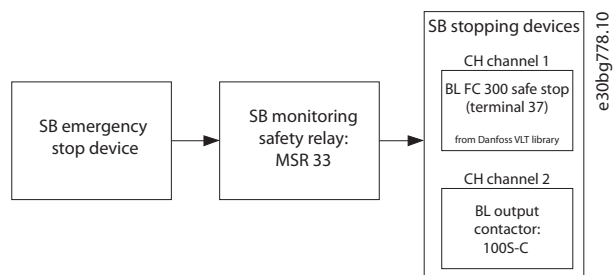 SB emergency
stop device
SB monitoring
safety relay:
MSR 33
SB stopping devices
CH channel 1
BL FC 300 safe stop
(terminal 37)
from Danfoss VLT library
CH channel 2
BL output
contactor:
100S-C
e30bg778.10